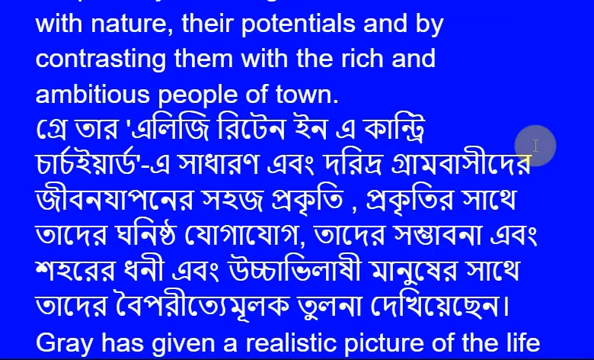 with nature, their potentials and by
contrasting them with the rich and
ambitious people of town.
গ্রে তার 'এলিজি রিটেন ইন এ কান্ট্রি
চার্চইয়ার্ড'-এ সাধারণ এবং দরিদ্র গ্রামবাসীদের
জীবনযাপনের সহজ প্রকৃতি , প্রকৃতির সাথে
তাদের ঘনিষ্ঠ যোগাযোগ, তাদের সম্ভাবনা এবং
শহরের ধনী এবং উচ্চাভিলাষী মানুষের সাথে
তাদের বৈপরীত্যেমূলক তুলনা দেখিয়েছেন।
Gray has given a realistic picture of the life